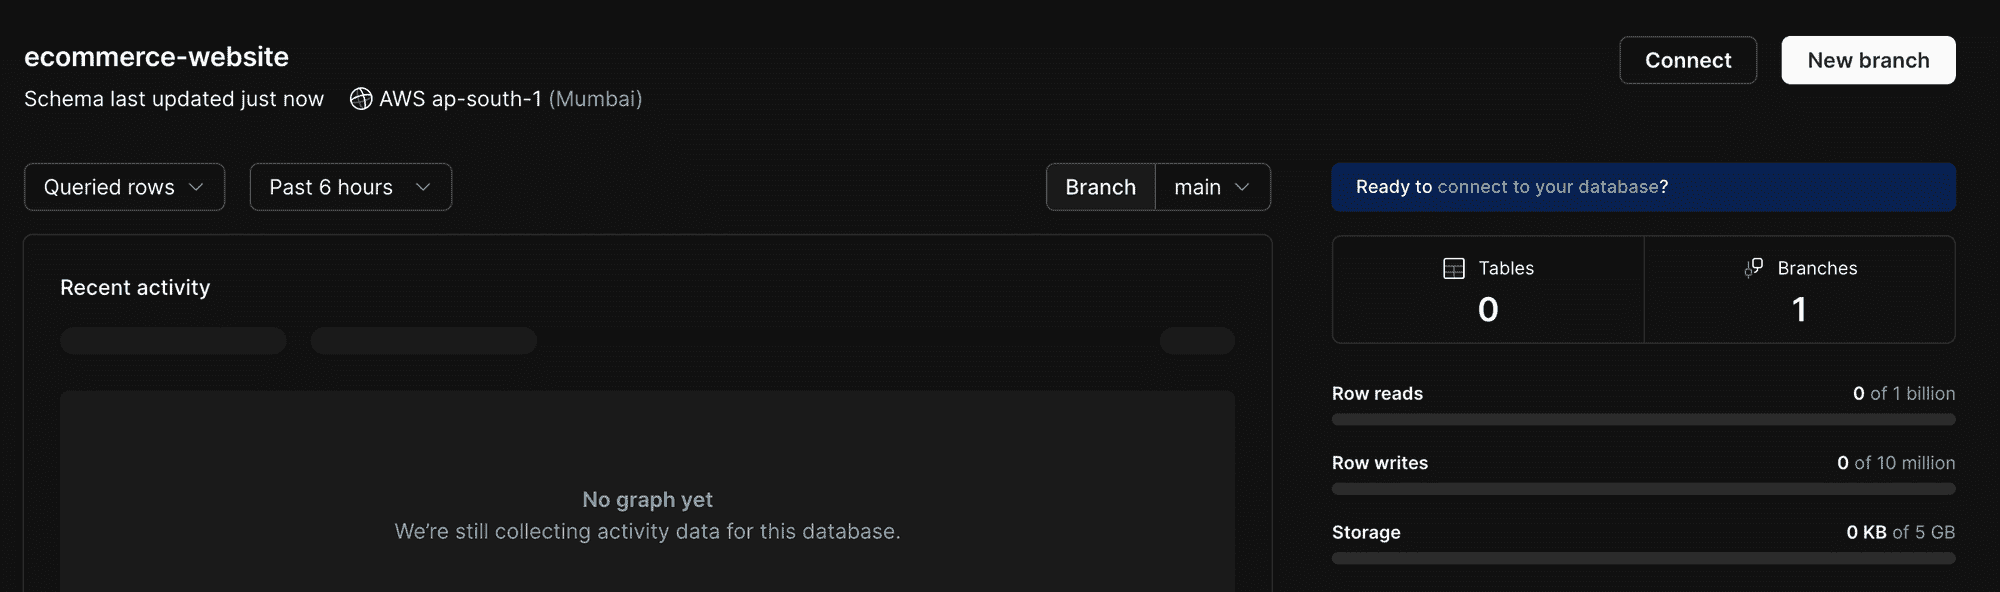 ecommerce-website
Schema last updated just now AWS ap-south-1 (Mumbai)
Connect
New branch
Queried rows
Past 6 hours
Branch
main
Recent activity
No graph yet
We're still collecting activity data for this database.
Ready to connect to your database?
Tables
0
Branches
1
Row reads
0 of 1 billion
Row writes
0 of 10 million
Storage
0 KB of 5 GB